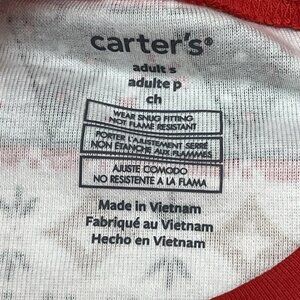 carter's®
adult s
adulte p
ch
WEAR SNUG FITTING
NOT FLAME RESISTANT
PORTER L'AJUSTEMENT SERRÉ
NON ÉTANCHE AUX FLAMMES
AJUSTE COMODO
NO RESISTENTE A LA FLAMA
Made in Vietnam
Fabriqué au Vietnam
Hecho en Vietnam